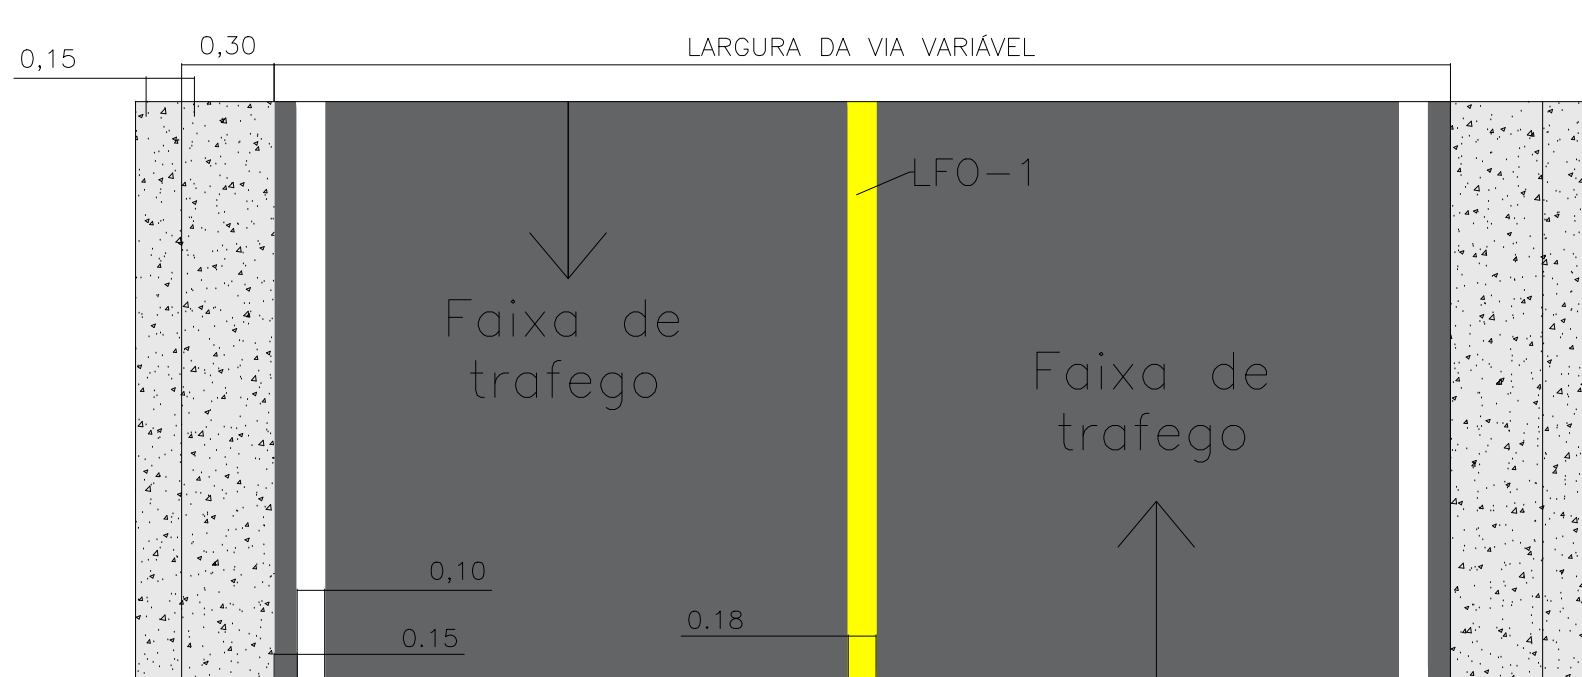 0,15
0,30
LARGURA DA VIA VARIÁVEL
LFO-1
Faixa de
trafego
Faixa de
trafego
0,10
0.18
0.15